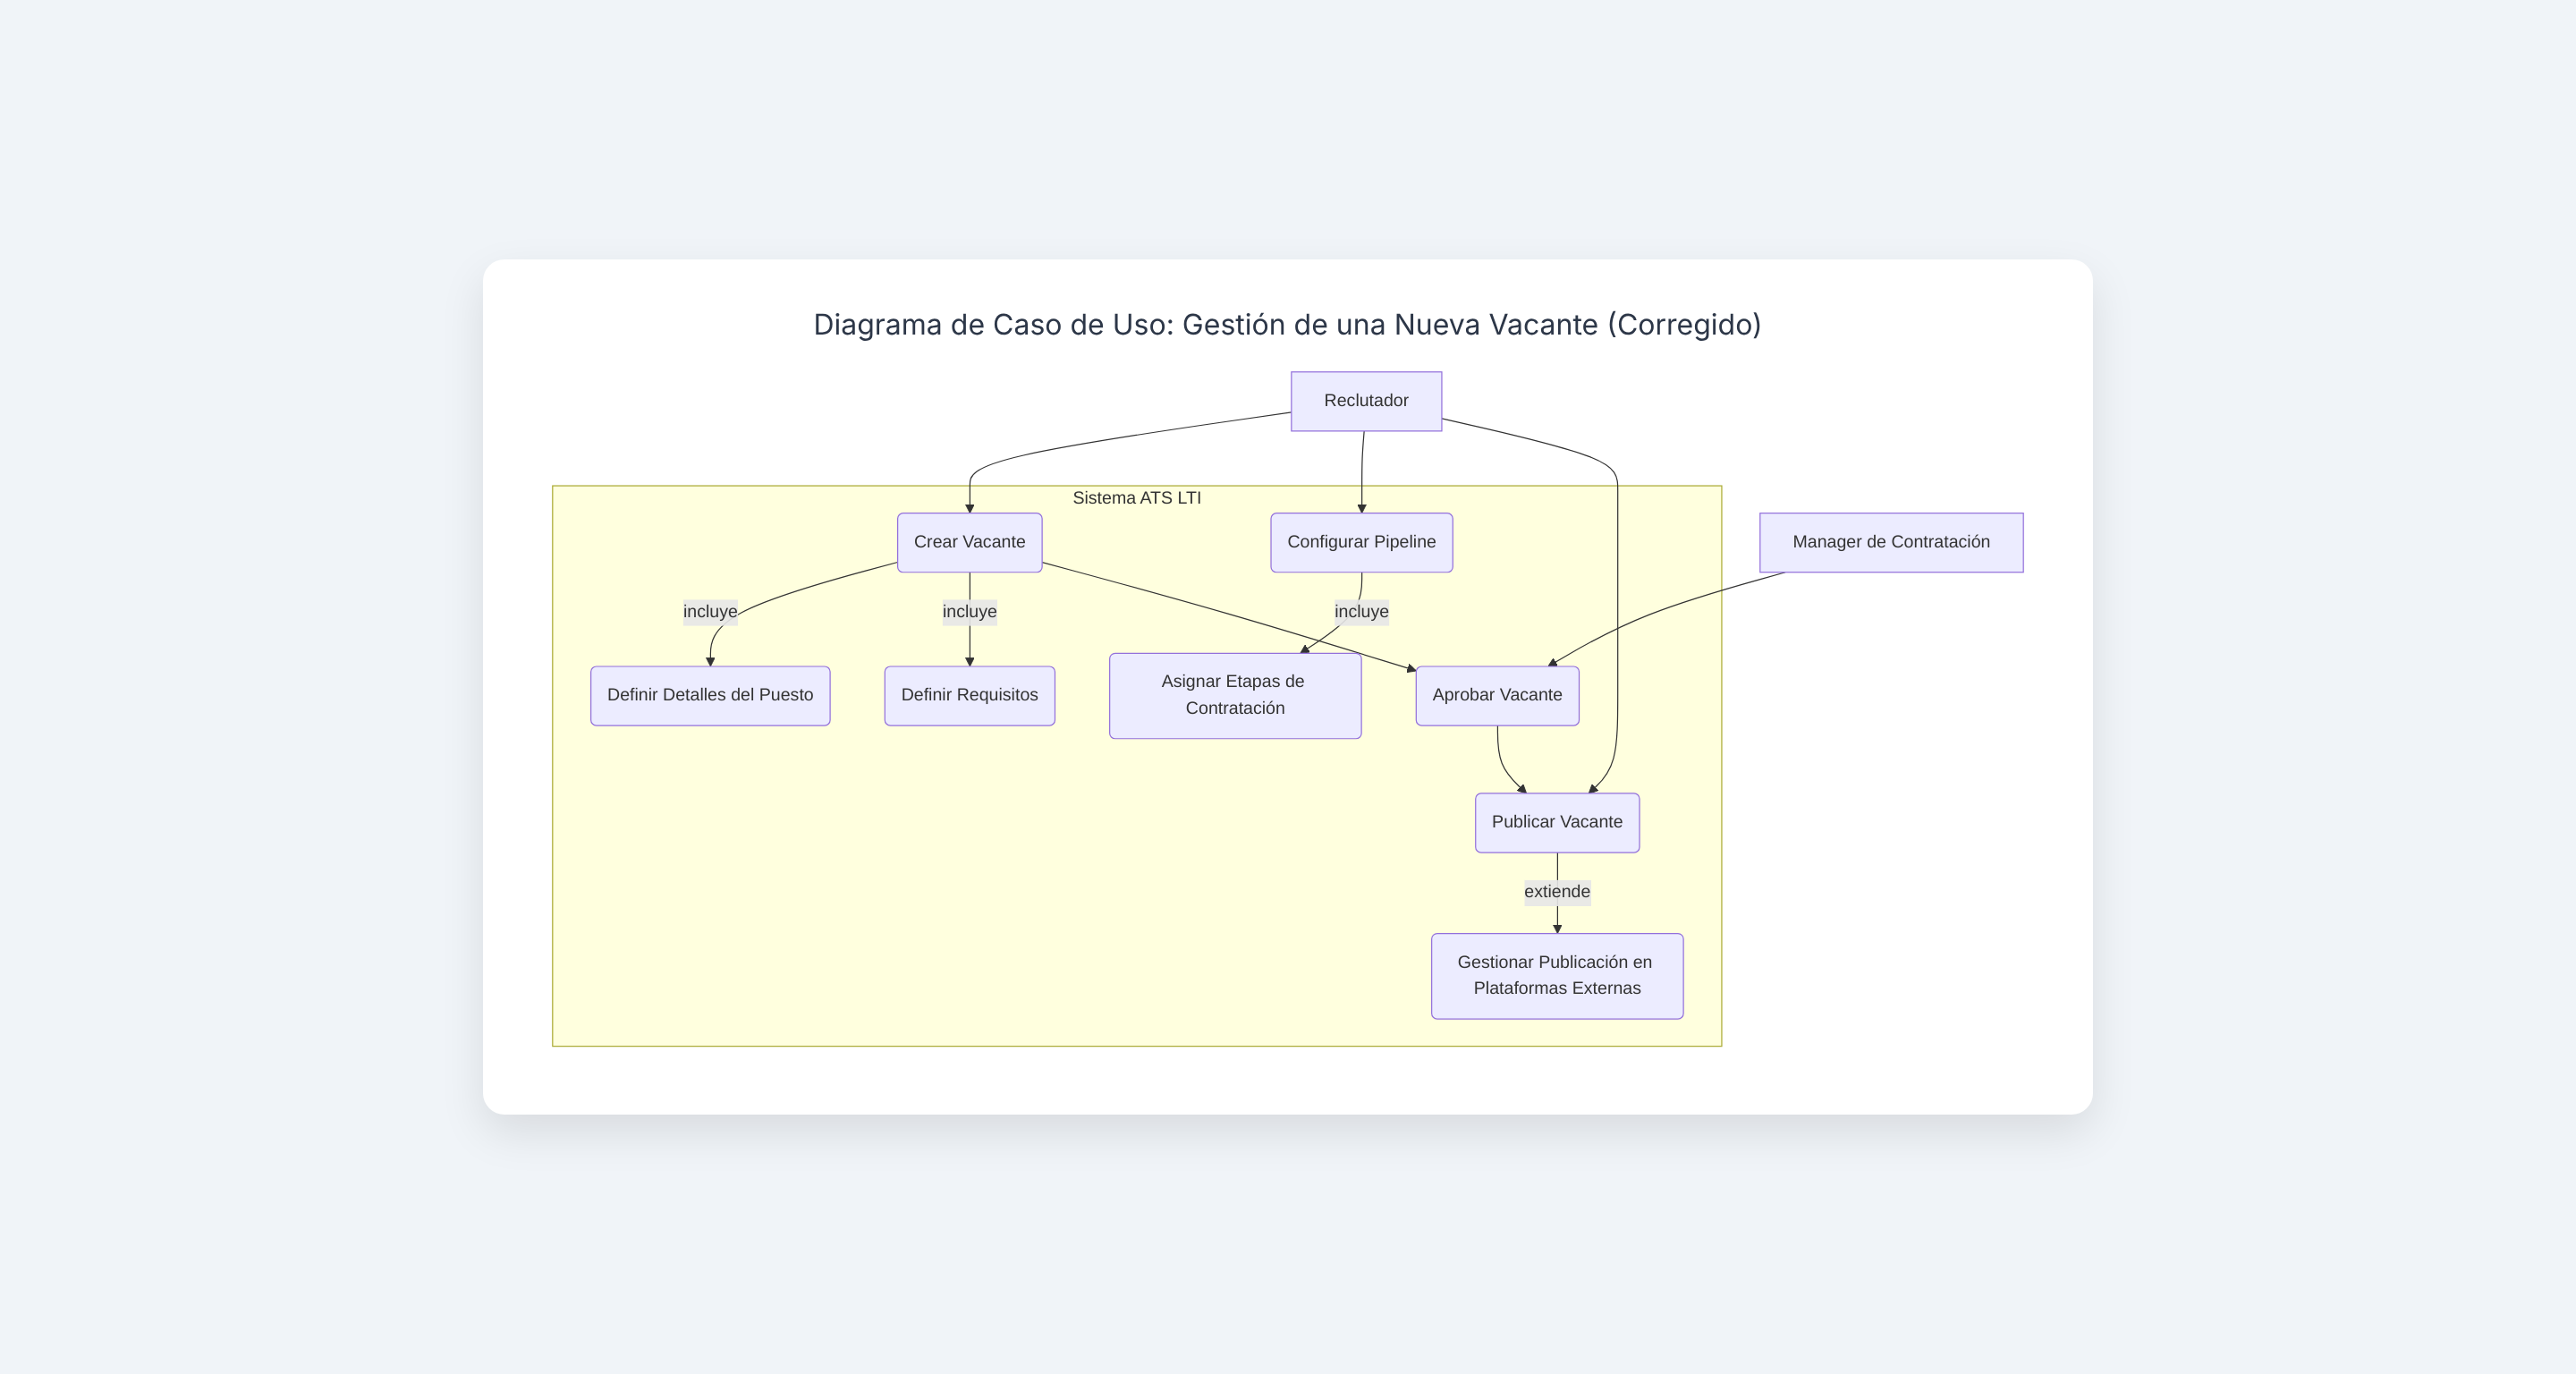 Diagrama de Caso de Uso: Gestión de una Nueva Vacante (Corregido)
Reclutador
Sistema ATS LTI
Crear Vacante
Configurar Pipeline
Manager de Contratación
incluye
incluye
incluye
Definir Detalles del Puesto
Definir Requisitos
Asignar Etapas de
Contratación
Aprobar Vacante
Publicar Vacante
extiende
Gestionar Publicación en
Plataformas Externas